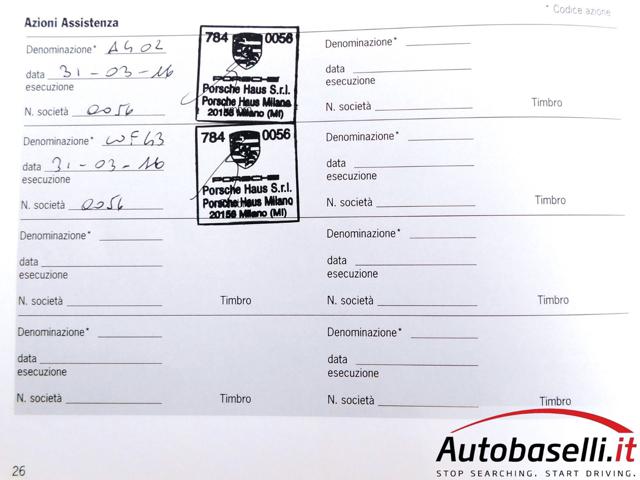 * Codice azione
Azioni Assistenza
Denominazione* AG02
data 31-03-16
esecuzione
N. società 0056
784 0056
PORSCHE
Porsche Haus S.r.l.
Porsche Haus Milano
20156 Milano (MI)
Denominazione*
data
esecuzione
N. società
Timbro
Denominazione* WF43
data 31-03-16
esecuzione
N. società 0056
784 0056
PORSCHE
Porsche Haus S.r.l.
Porsche Haus Milano
20156 Milano (MI)
Denominazione*
data
esecuzione
N. società
Timbro
Denominazione*
data
esecuzione
N. società
Timbro
Denominazione*
data
esecuzione
N. società
Timbro
Denominazione*
data
esecuzione
N. società
Timbro
Denominazione*
data
esecuzione
N. società
Timbro
26
Autobaselli.it
STOP SEARCHING. START DRIVING.